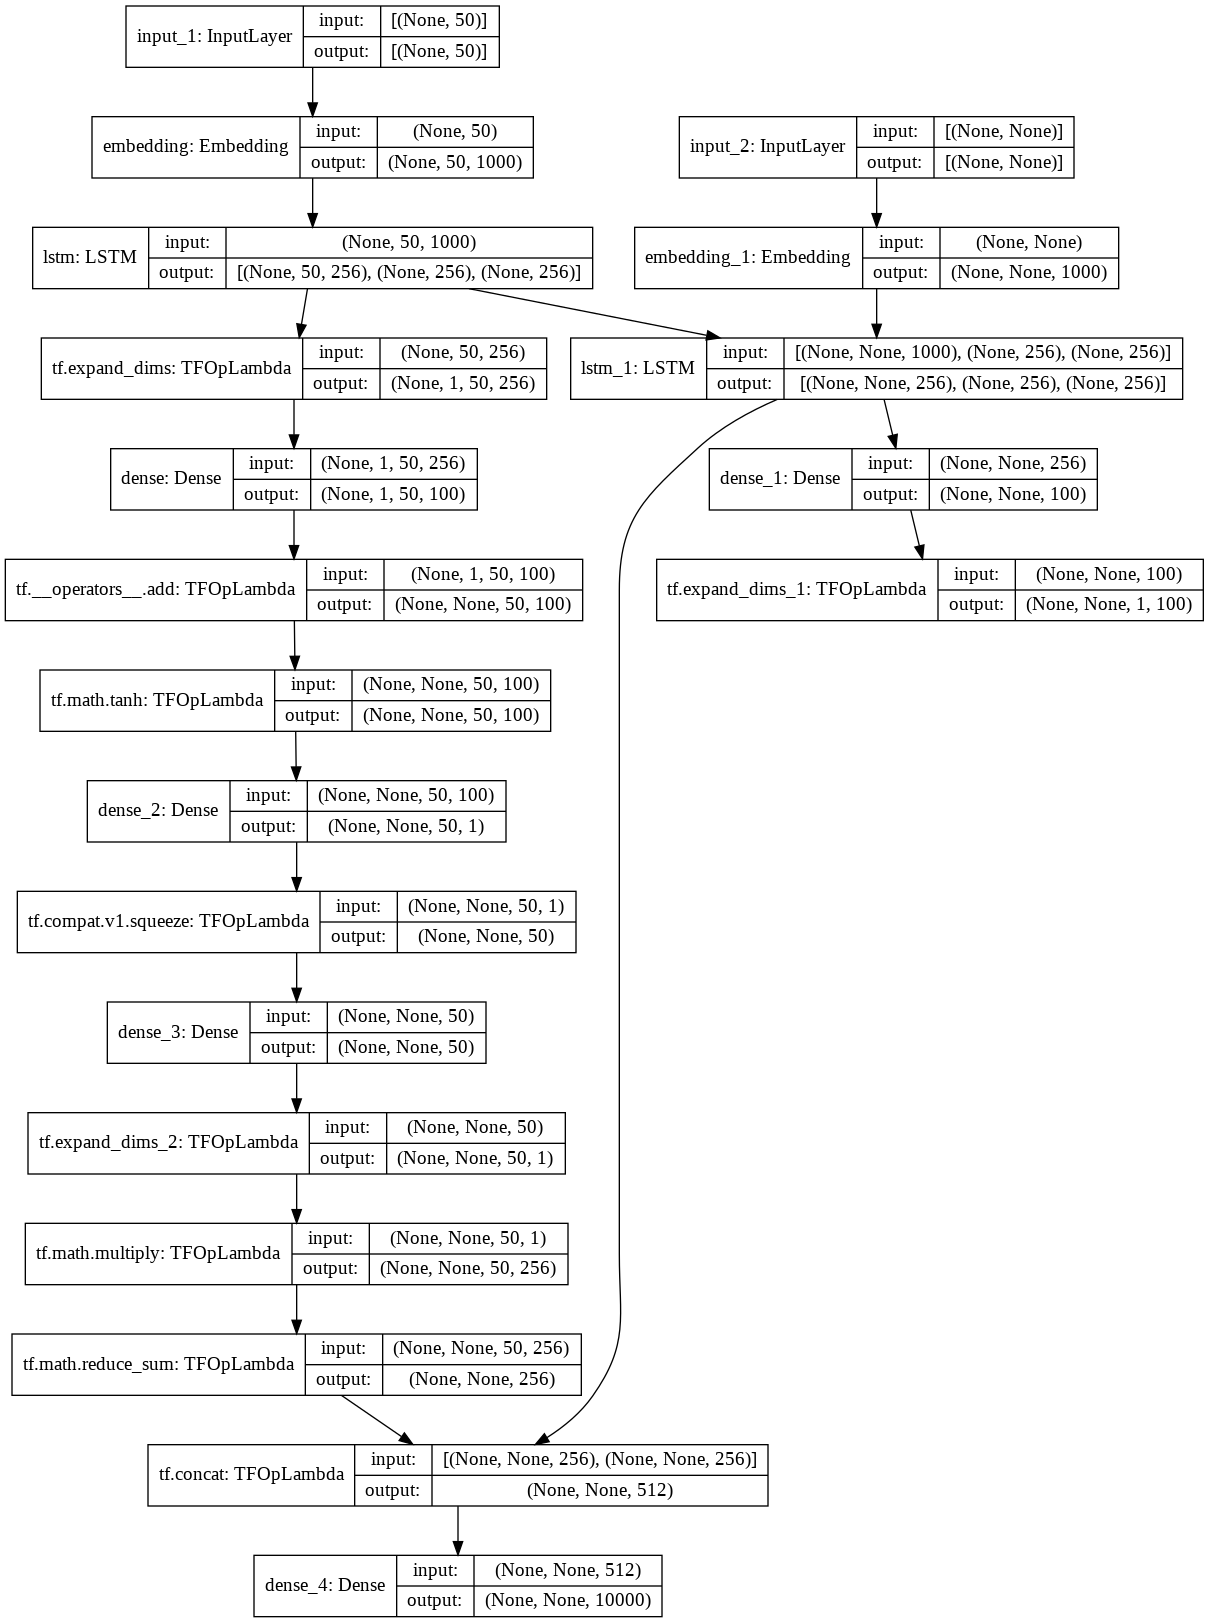 input_1: InputLayer
input: [(None, 50)]
output: [(None, 50)]
embedding: Embedding
input: (None, 50)
output: (None, 50, 1000)
input_2: InputLayer
input: [(None, None)]
output: [(None, None)]
lstm: LSTM
input: (None, 50, 1000)
output: [(None, 50, 256), (None, 256), (None, 256)]
embedding_1: Embedding
input: (None, None)
output: (None, None, 1000)
tf.expand_dims: TFOpLambda
input: (None, 50, 256)
output: (None, 1, 50, 256)
lstm_1: LSTM
input: [(None, None, 1000), (None, 256), (None, 256)]
output: [(None, None, 256), (None, 256), (None, 256)]
dense: Dense
input: (None, 1, 50, 256)
output: (None, 1, 50, 100)
dense_1: Dense
input: (None, None, 256)
output: (None, None, 100)
tf.__operators__.add: TFOpLambda
input: (None, 1, 50, 100)
output: (None, None, 50, 100)
tf.expand_dims_1: TFOpLambda
input: (None, None, 100)
output: (None, None, 1, 100)
tf.math.tanh: TFOpLambda
input: (None, None, 50, 100)
output: (None, None, 50, 100)
dense_2: Dense
input: (None, None, 50, 100)
output: (None, None, 50, 1)
tf.compat.v1.squeeze: TFOpLambda
input: (None, None, 50, 1)
output: (None, None, 50)
dense_3: Dense
input: (None, None, 50)
output: (None, None, 50)
tf.expand_dims_2: TFOpLambda
input: (None, None, 50)
output: (None, None, 50, 1)
tf.math.multiply: TFOpLambda
input: (None, None, 50, 1)
output: (None, None, 50, 256)
tf.math.reduce_sum: TFOpLambda
input: (None, None, 50, 256)
output: (None, None, 256)
tf.concat: TFOpLambda
input: [(None, None, 256), (None, None, 256)]
output: (None, None, 512)
dense_4: Dense
input: (None, None, 512)
output: (None, None, 10000)